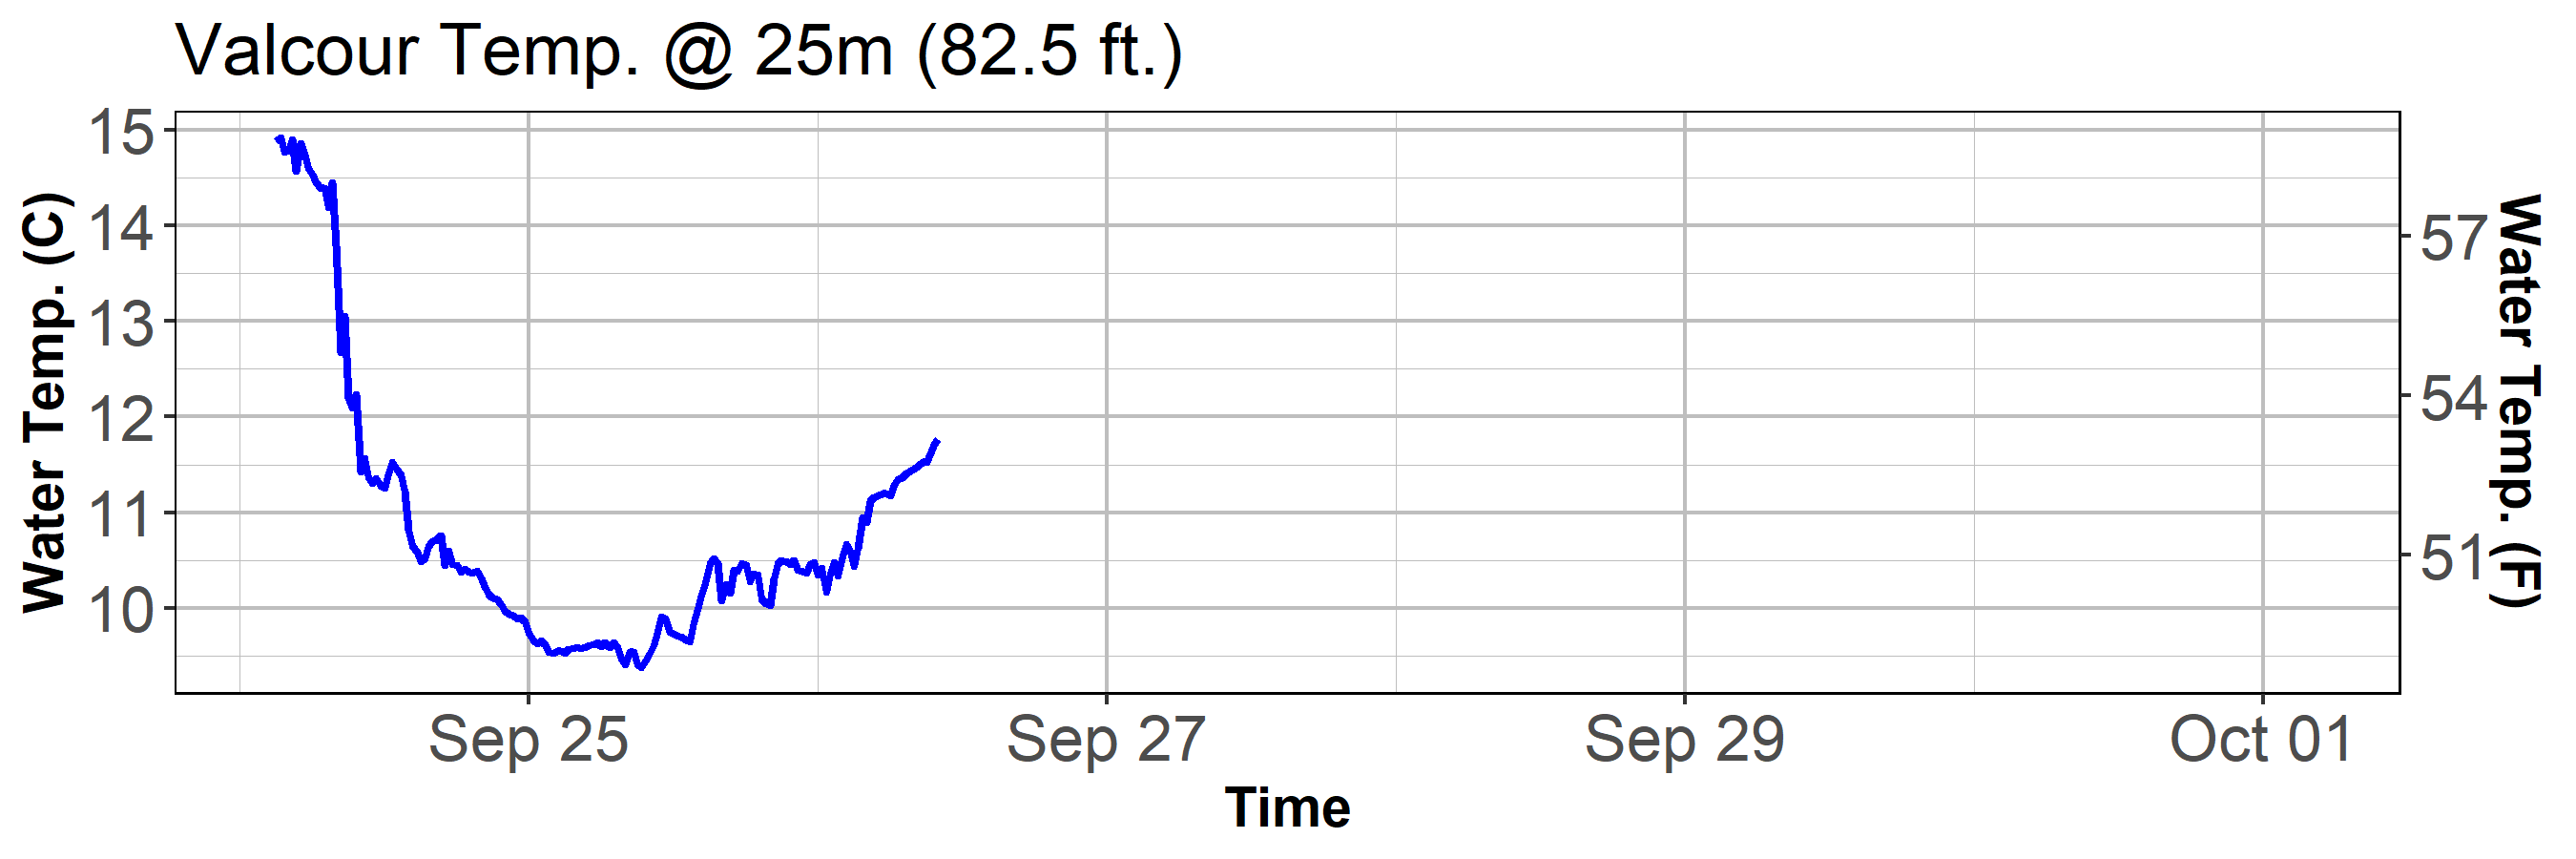 Valcour Temp. @ 25m (82.5 ft.)
Water Temp. (C)
15
14
13
12
11
10
57
54
51
Water Temp. (F)
Sep 25 Sep 27 Sep 29 Oct 01
Time